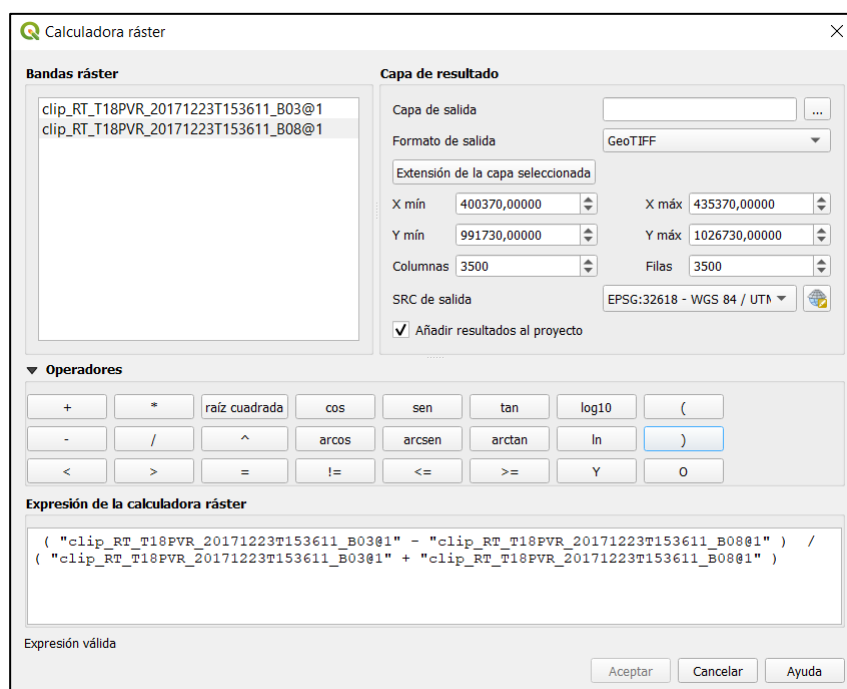 Calculadora ráster
Bandas ráster
clip_RT_T18PVR_20171223T153611_B03@1
clip_RT_T18PVR_20171223T153611_B08@1
Capa de resultado
Capa de salida ...
Formato de salida GeoTIFF
Extensión de la capa seleccionada
X mín 400370,00000 X máx 435370,00000
Y mín 991730,00000 Y máx 1026730,00000
Columnas 3500 Filas 3500
SRC de salida EPSG:32618 - WGS 84 / UTM
Añadir resultados al proyecto
Operadores
+ * raíz cuadrada cos sen tan log10 (
- / ^ arcos arcsen arctan ln )
< > = != <= >= Y O
Expresión de la calculadora ráster
( "clip_RT_T18PVR_20171223T153611_B03@1" - "clip_RT_T18PVR_20171223T153611_B08@1" ) /
( "clip_RT_T18PVR_20171223T153611_B03@1" + "clip_RT_T18PVR_20171223T153611_B08@1" )
Expresión válida
Aceptar Cancelar Ayuda